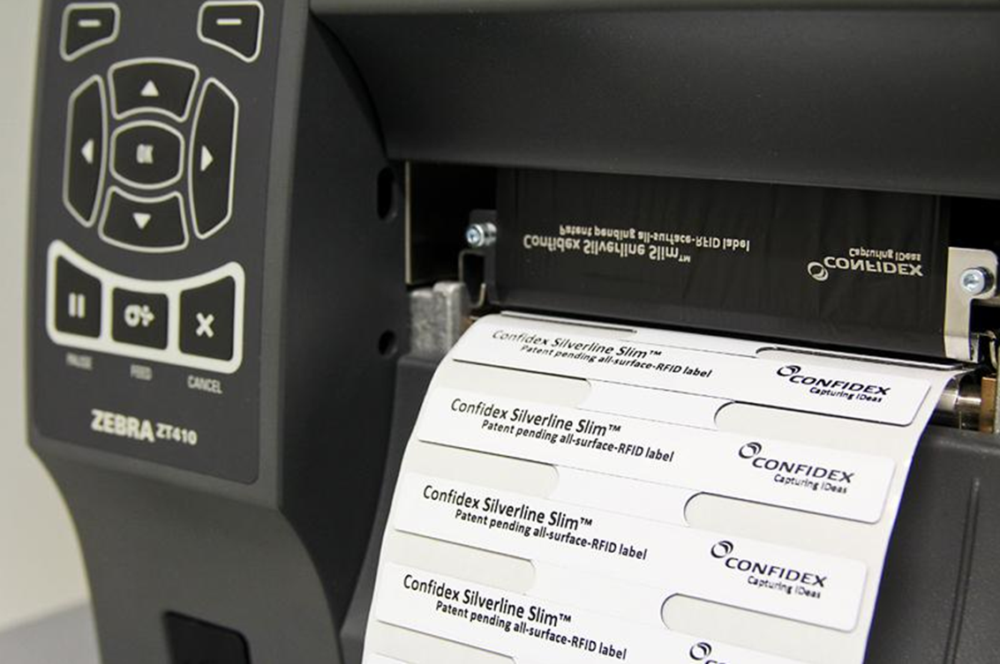 OK
PAUSE
FEED
CANCEL
ZEBRA ZT410
Patent pending all-surface-RFID label
Confidex Silverline Slim™
Capturing IDeas
CONFIDEX
Confidex Silverline Slim™
Patent pending all-surface-RFID label
CONFIDEX
Capturing IDeas
Confidex Silverline Slim™
Patent pending all-surface-RFID label
CONFIDEX
Capturing IDeas
Confidex Silverline Slim™
Patent pending all-surface-RFID label
CONFIDEX
Capturing IDeas
Confidex Silverline Slim™
Patent pending all-surface-RFID label